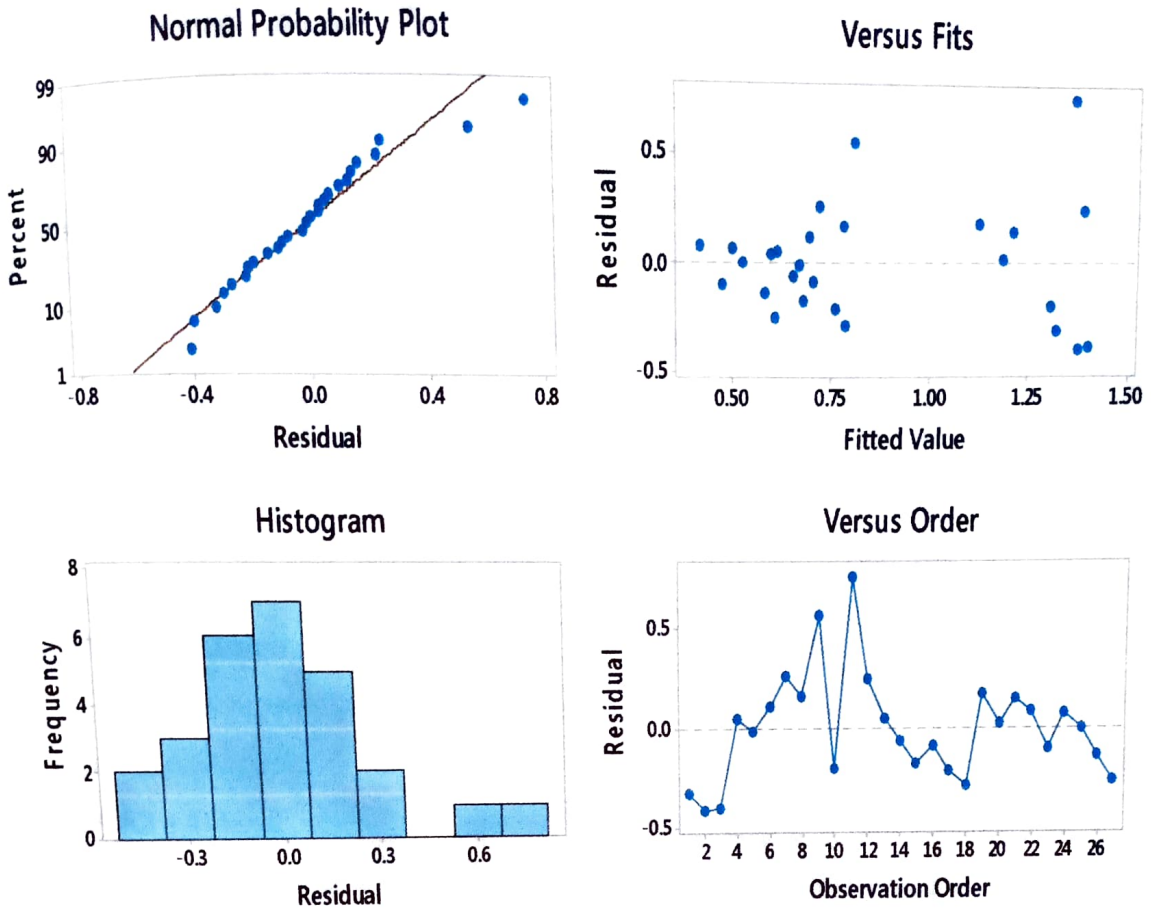 Normal Probability Plot
99
90
50
10
1
Percent
-0.8 -0.4 0.0 0.4 0.8
Residual
Versus Fits
0.5
0.0
-0.5
Residual
0.50 0.75 1.00 1.25 1.50
Fitted Value
Histogram
8
6
4
2
0
Frequency
-0.3 0.0 0.3 0.6
Residual
Versus Order
0.5
0.0
-0.5
Residual
2 4 6 8 10 12 14 16 18 20 22 24 26
Observation Order